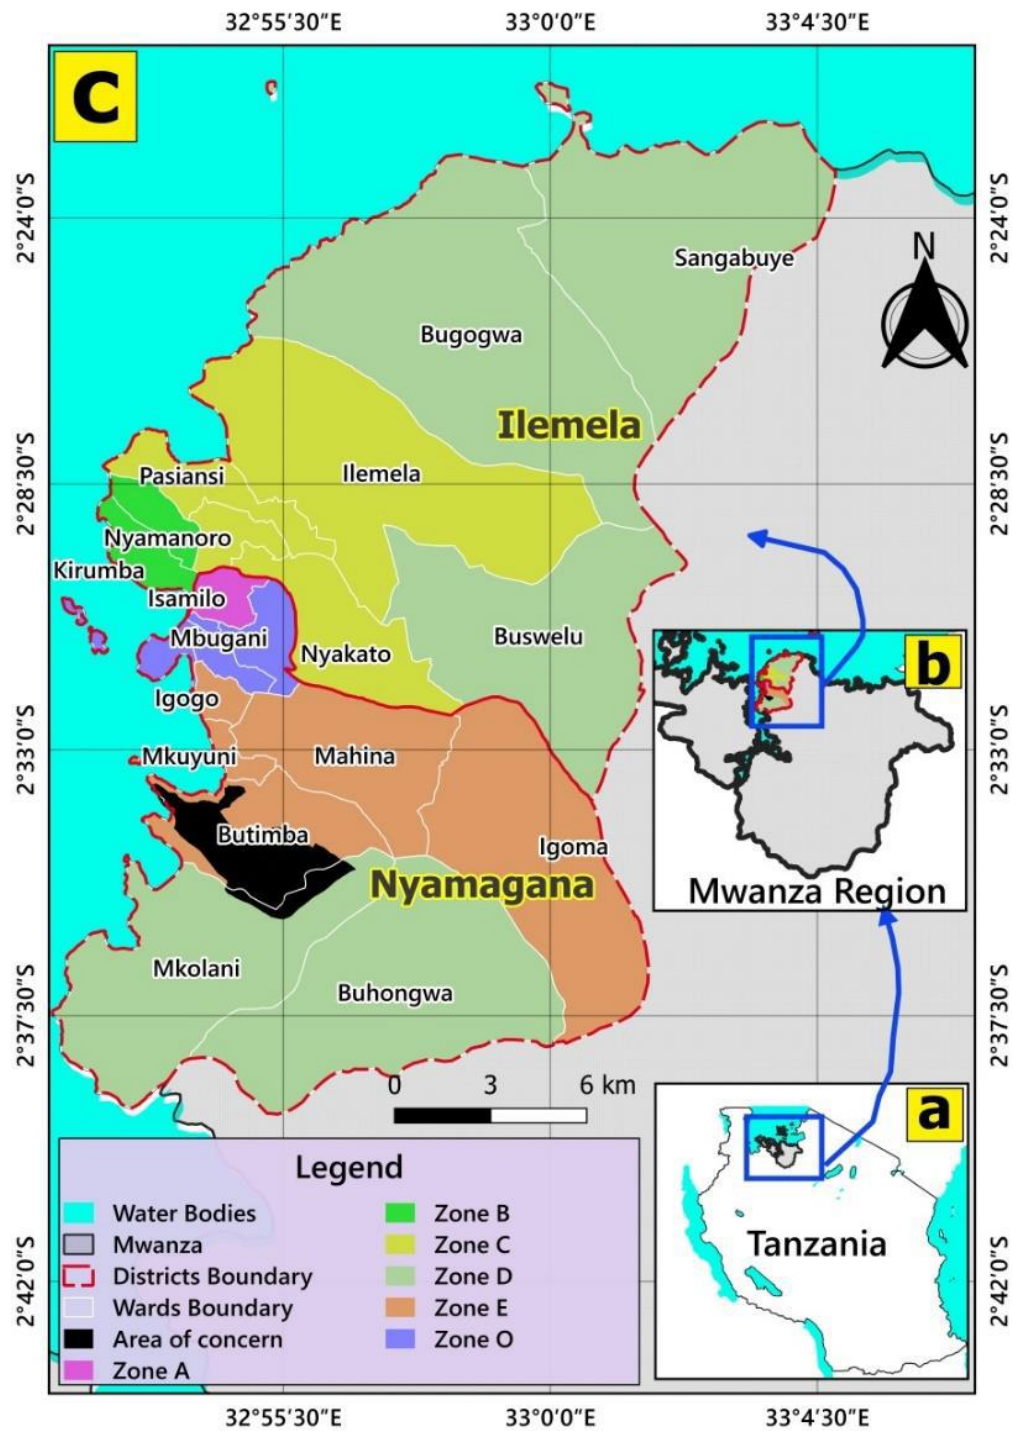 32°55'30"E 33°0'0"E 33°4'30"E
c
2°24'0"S 2°24'0"S
N
Sangabuye
Bugogwa
Ilemela
Pasiansi Ilemela
2°28'30"S 2°28'30"S
Nyamanoro
Kirumba
Isamilo
Mbugani Buswelu
Nyakato
b
Igogo
2°33'0"S 2°33'0"S
Mkuyuni Mahina
Butimba Igoma
Nyamagana
Mwanza Region
Mkolani
Buhongwa
2°37'30"S 2°37'30"S
0 3 6 km
a
Legend
Water Bodies Zone B
Mwanza Zone C
Districts Boundary Zone D
Wards Boundary Zone E
Area of concern Zone O
Zone A
Tanzania
2°42'0"S 2°42'0"S
32°55'30"E 33°0'0"E 33°4'30"E